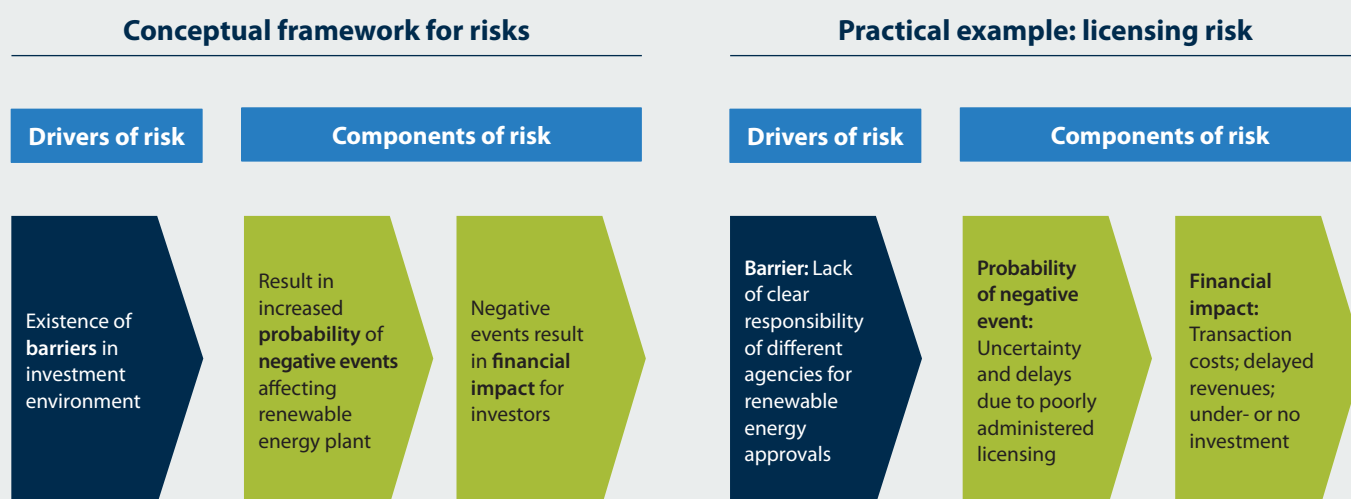 Conceptual framework for risks
Drivers of risk
Components of risk
Existence of
barriers in
investment
environment
Result in
increased
probability of
negative events
affecting
renewable
energy plant
Negative
events result
in financial
impact for
investors
Practical example: licensing risk
Drivers of risk
Components of risk
Barrier: Lack
of clear
responsibility
of different
agencies for
renewable
energy
approvals
Probability
of negative
event:
Uncertainty
and delays
due to poorly
administered
licensing
Financial
impact:
Transaction
costs; delayed
revenues;
under- or no
investment